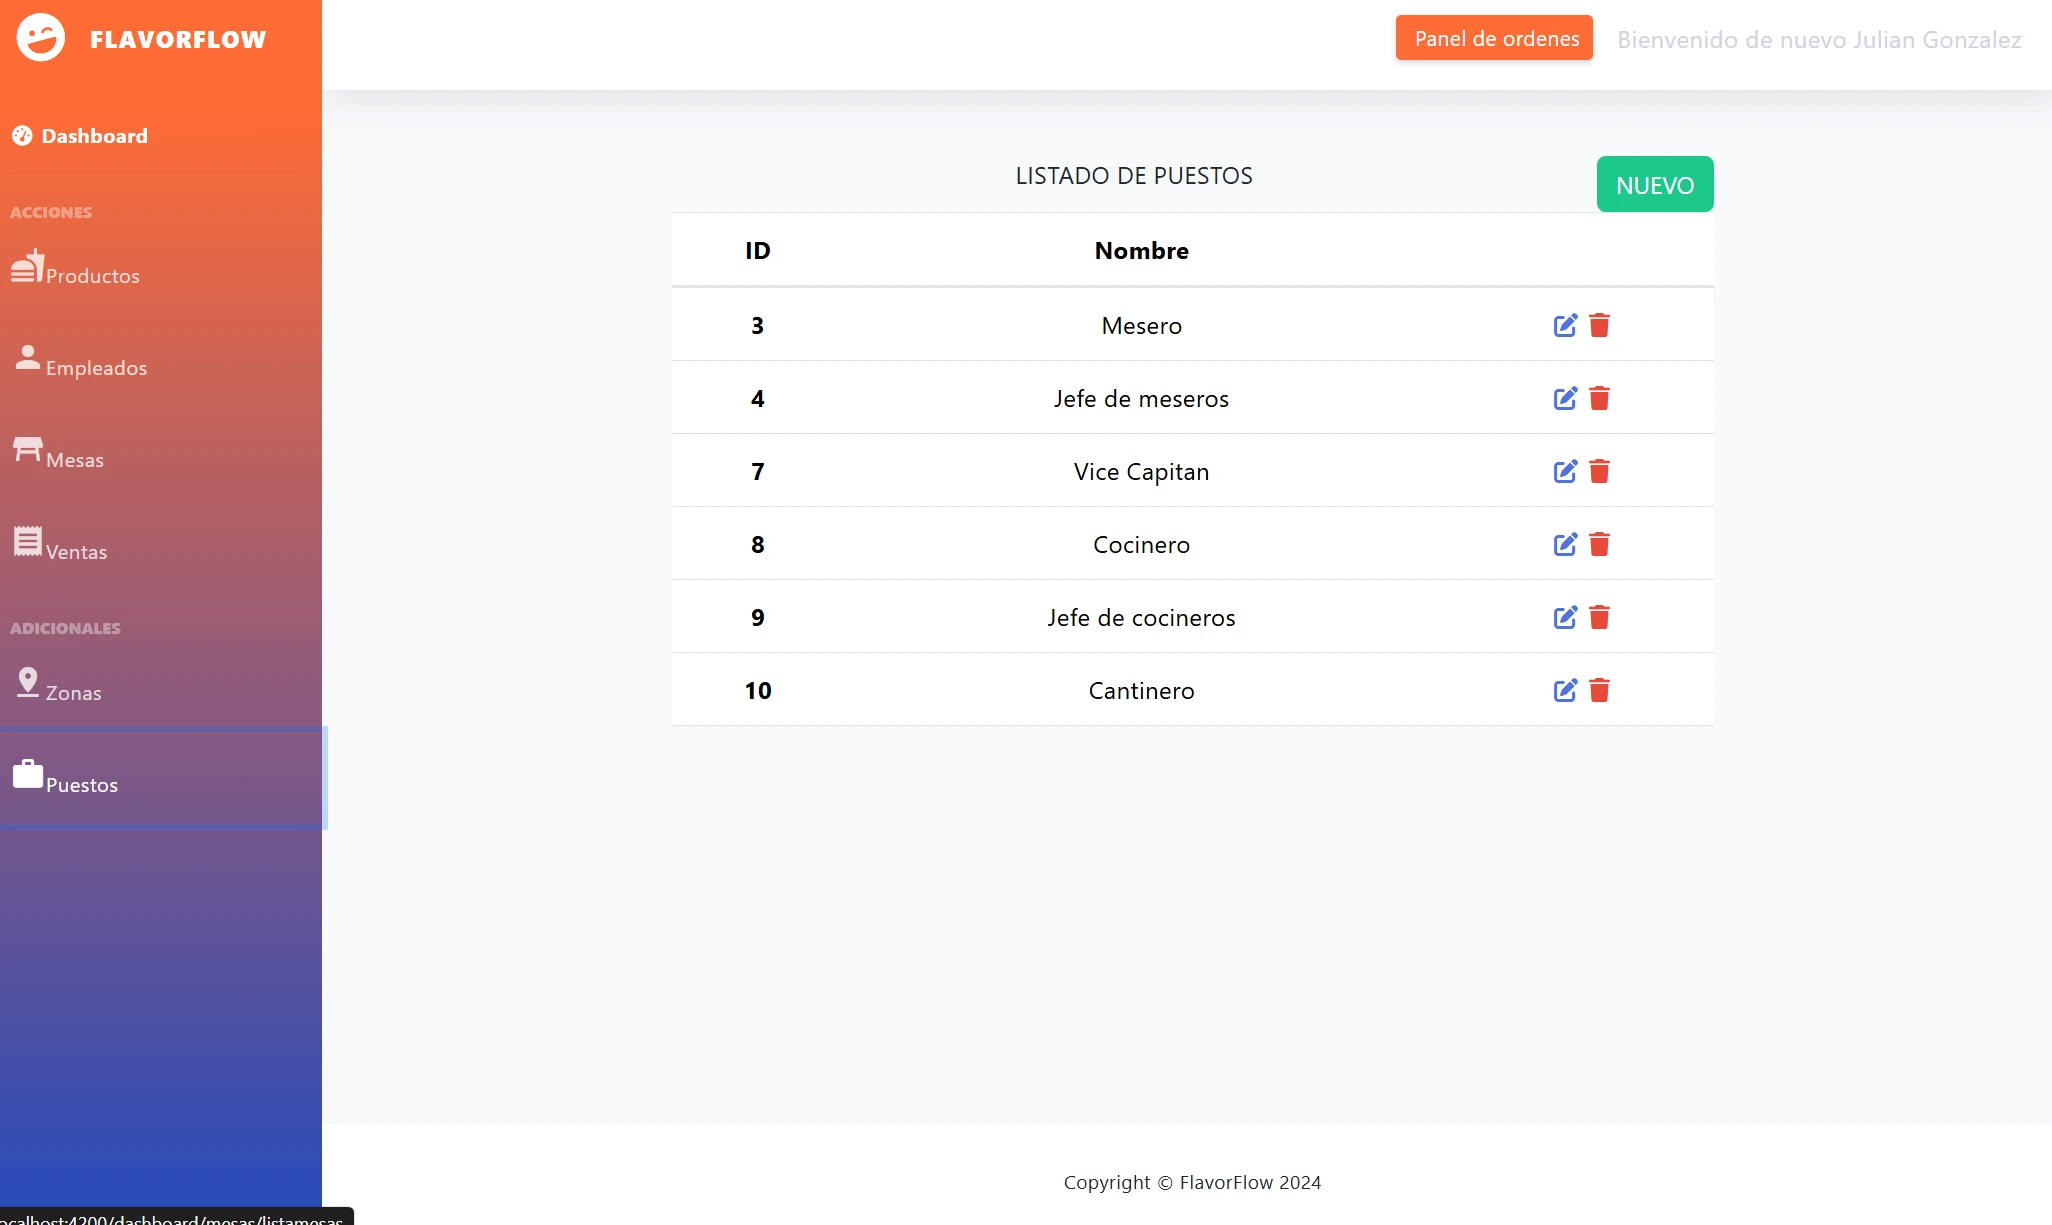 FLAVORFLOW
Panel de ordenes
Bienvenido de nuevo Julian Gonzalez
Dashboard
ACCIONES
Productos
Empleados
Mesas
Ventas
ADICIONALES
Zonas
Puestos
LISTADO DE PUESTOS
NUEVO
ID Nombre
3 Mesero
4 Jefe de meseros
7 Vice Capitan
8 Cocinero
9 Jefe de cocineros
10 Cantinero
Copyright © FlavorFlow 2024
ocalhost:4200/dashboard/mesas/listamesas